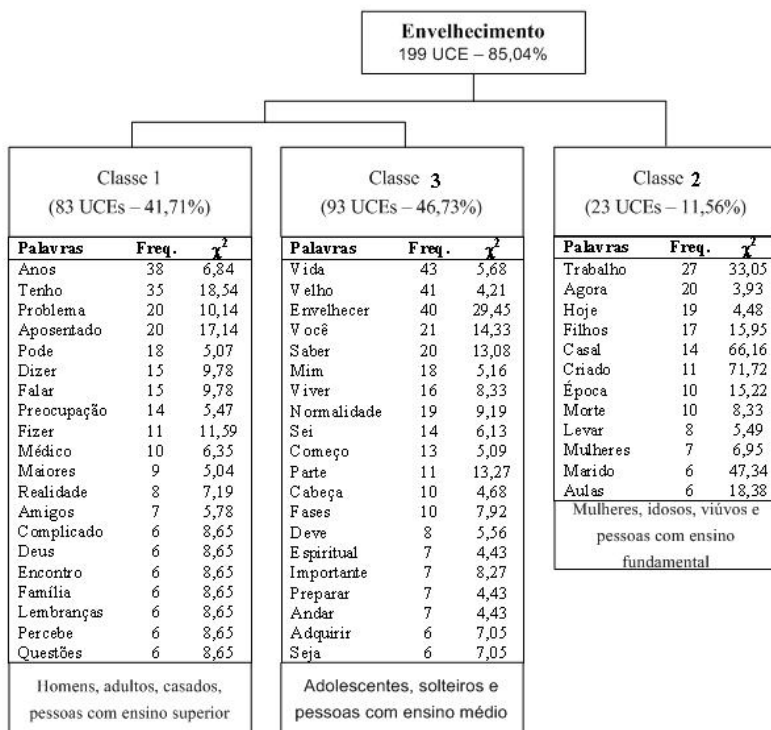 Envelhecimento
199 UCE – 85,04%
Classe 1
(83 UCEs – 41,71%)
Palavras Freq. χ²
Anos 38 6,84
Tenho 35 18,54
Problema 20 10,14
Aposentado 20 17,14
Pode 18 5,07
Dizer 15 9,78
Falar 15 9,78
Preocupação 14 5,47
Fizer 11 11,59
Médico 10 6,35
Maiores 9 5,04
Realidade 8 7,19
Amigos 7 5,78
Complicado 6 8,65
Deus 6 8,65
Encontro 6 8,65
Família 6 8,65
Lembranças 6 8,65
Percebe 6 8,65
Questões 6 8,65
Homens, adultos, casados,
pessoas com ensino superior
Classe 3
(93 UCEs – 46,73%)
Palavras Freq. χ²
Vida 43 5,68
Velho 41 4,21
Envelhecer 40 29,45
Você 21 14,33
Saber 20 13,08
Mim 18 5,16
Viver 16 8,33
Normalidade 19 9,19
Sei 14 6,13
Começo 13 5,09
Parte 11 13,27
Cabeça 10 4,68
Fases 10 7,92
Deve 8 5,56
Espiritual 7 4,43
Importante 7 8,27
Preparar 7 4,43
Andar 7 4,43
Adquirir 6 7,05
Seja 6 7,05
Adolescentes, solteiros e
pessoas com ensino médio
Classe 2
(23 UCEs – 11,56%)
Palavras Freq. χ²
Trabalho 27 33,05
Agora 20 3,93
Hoje 19 4,48
Filhos 17 15,95
Casal 14 66,16
Criado 11 71,72
Época 10 15,22
Morte 10 8,33
Levar 8 5,49
Mulheres 7 6,95
Marido 6 47,34
Aulas 6 18,38
Mulheres, idosos, viúvos e
pessoas com ensino
fundamental